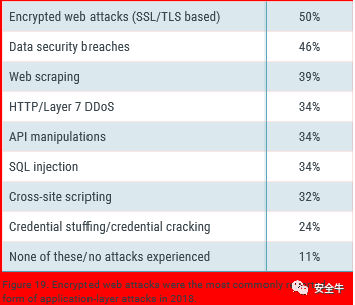 Encrypted web attacks (SSL/TLS based) 50%
Data security breaches 46%
Web scraping 39%
HTTP/Layer 7 DDoS 34%
API manipulations 34%
SQL injection 34%
Cross-site scripting 32%
Credential stuffing/credential cracking 24%
None of these/no attacks experienced 11%
Figure 19. Encrypted web attacks were the most commonly
form of application-layer attacks in 2018.
安全牛